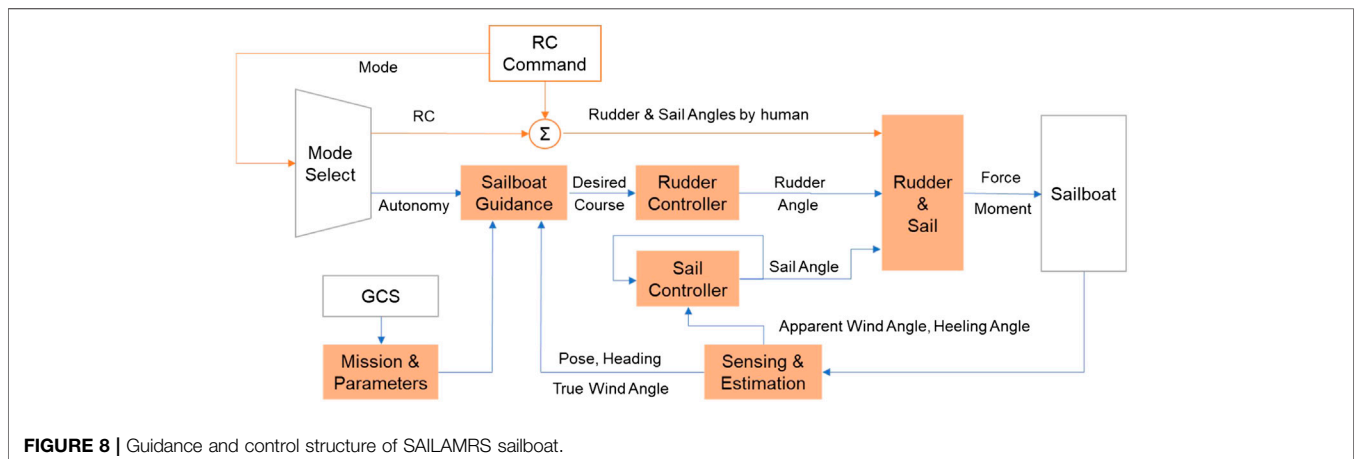 RC
Command
Mode
RC
Σ
Rudder & Sail Angles by human
Mode
Select
Autonomy
Sailboat
Guidance
Desired
Course
Rudder
Controller
Rudder
Angle
Rudder
&
Sail
Force
Moment
Sailboat
Sail
Controller
Sail Angle
GCS
Apparent Wind Angle, Heeling Angle
Mission &
Parameters
Pose, Heading
True Wind Angle
Sensing &
Estimation
FIGURE 8 | Guidance and control structure of SAILAMRS sailboat.